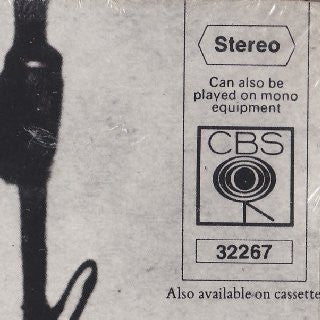 Stereo
Can also be
played on mono
equipment
CBS
32267
Also available on cassette